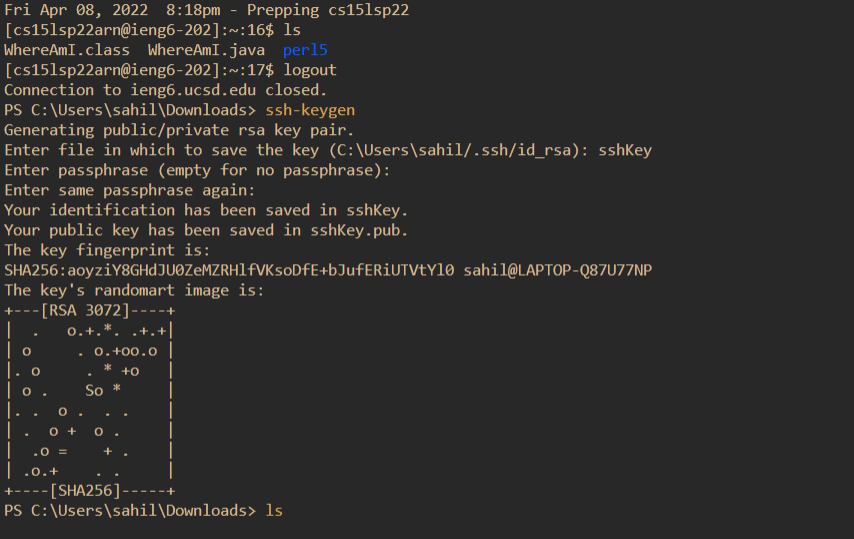 Fri Apr 08, 2022  8:18pm - Prepping cs15lsp22
[cs15lsp22arn@ieng6-202]:~:16$ ls
WhereAmI.class  WhereAmI.java  perl5
[cs15lsp22arn@ieng6-202]:~:17$ logout
Connection to ieng6.ucsd.edu closed.
PS C:\Users\sahil\Downloads> ssh-keygen
Generating public/private rsa key pair.
Enter file in which to save the key (C:\Users\sahil/.ssh/id_rsa): sshKey
Enter passphrase (empty for no passphrase):
Enter same passphrase again:
Your identification has been saved in sshKey.
Your public key has been saved in sshKey.pub.
The key fingerprint is:
SHA256:aoyziY8GHdJU0ZeMZRHlfVKsoDfE+bJufERiUTVtYl0 sahil@LAPTOP-Q87U77NP
The key's randomart image is:
+---[RSA 3072]----+
|  .   o.+.*. .+.+|
| o     . o.+oo.o |
|. o     . * +o   |
| o .    So *     |
|. .  o .  . .    |
| .  o +  o .     |
|  .o =    + .    |
| .o.+    . .     |
+----[SHA256]-----+
PS C:\Users\sahil\Downloads> ls